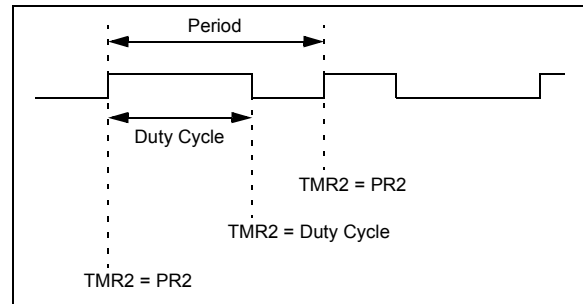 Period
Duty Cycle
TMR2 = PR2
TMR2 = Duty Cycle
TMR2 = PR2